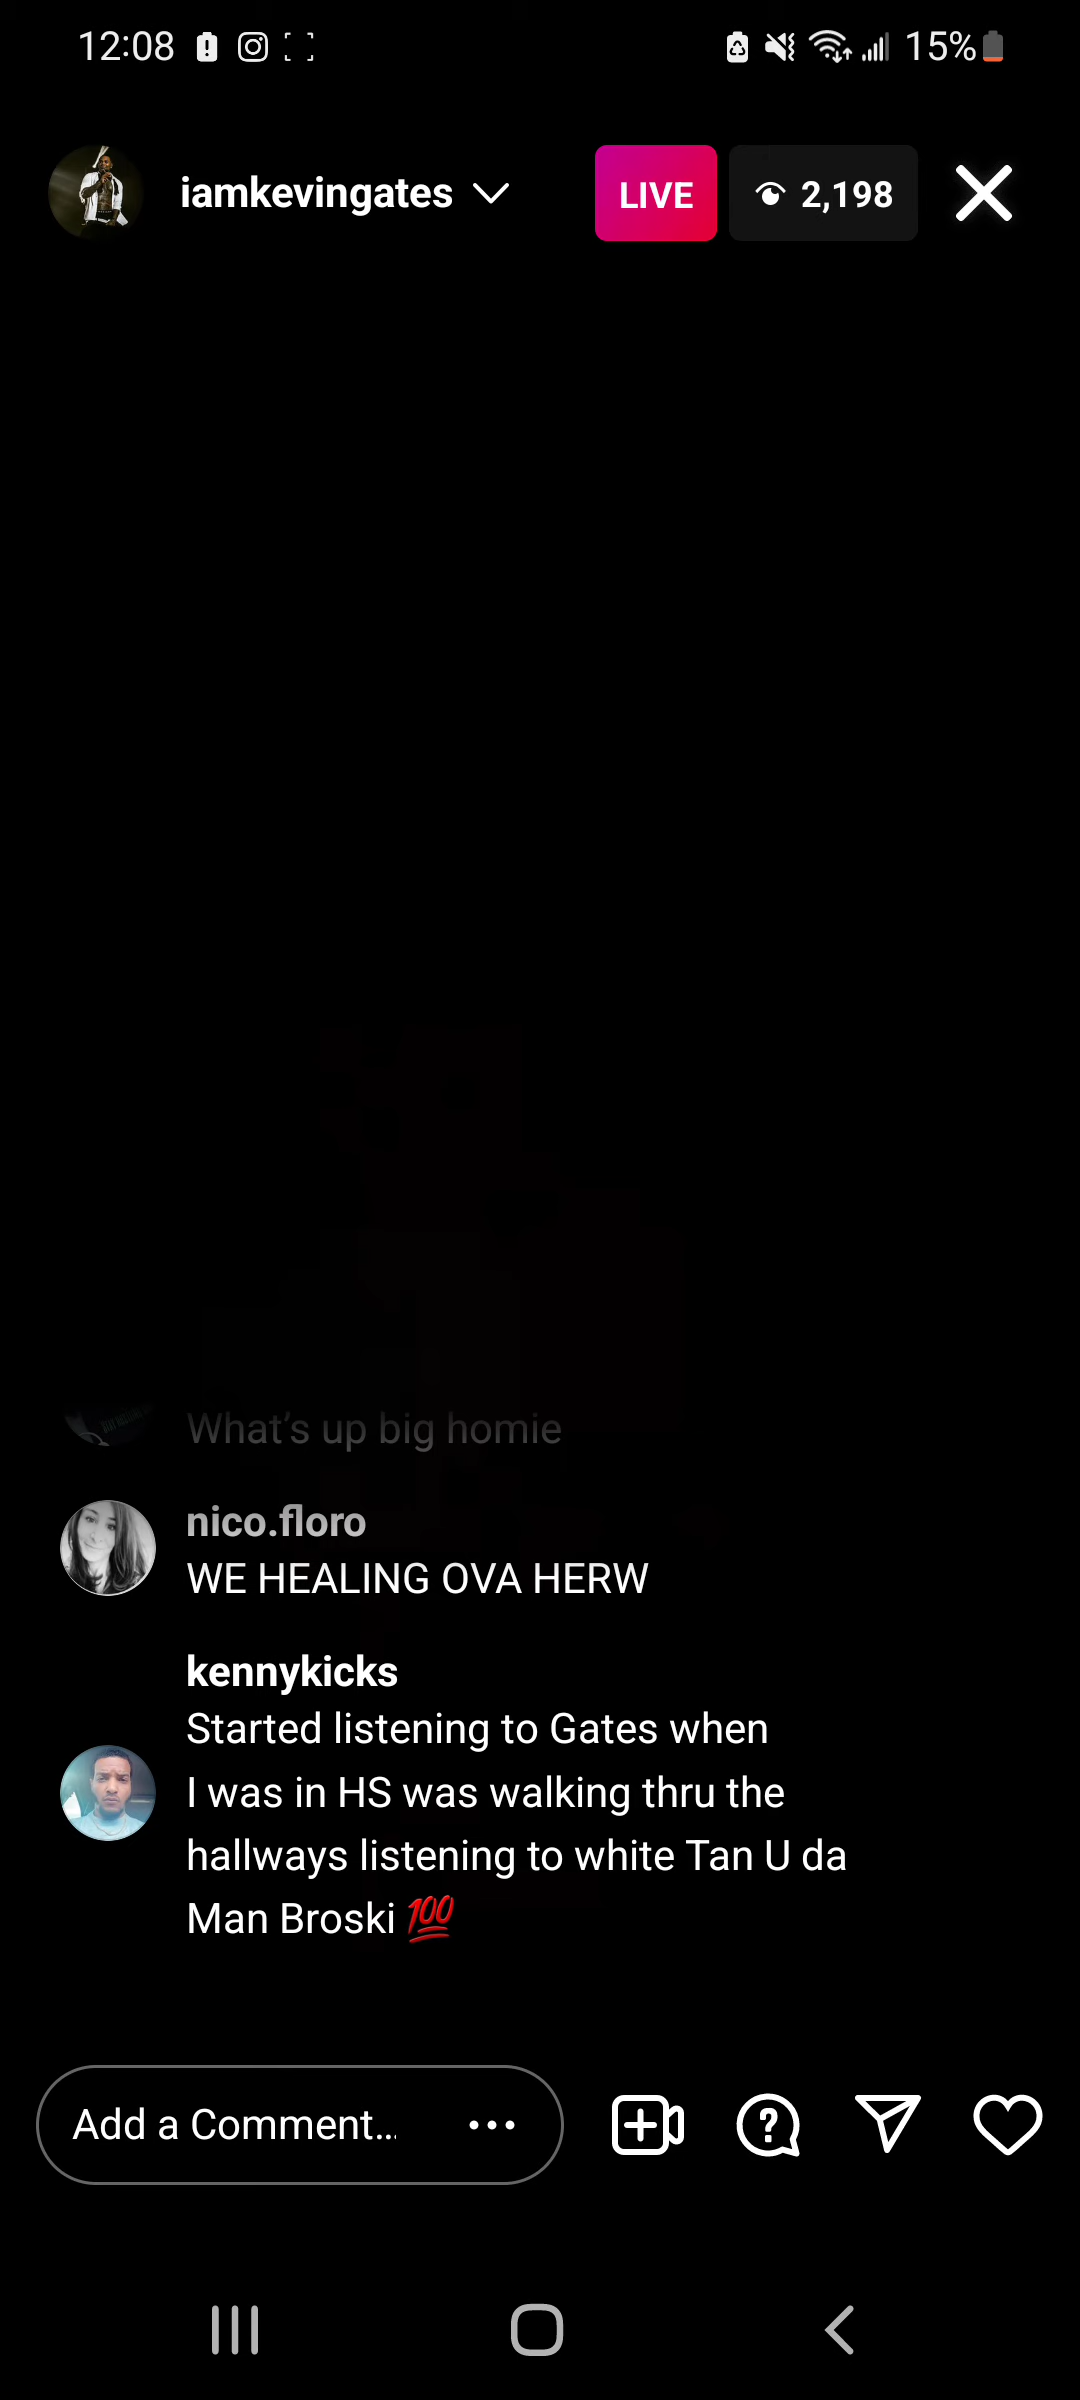 12:08
15%
iamkevingates
LIVE
2,198
What's up big homie
nico.floro
WE HEALING OVA HERW
kennykicks
Started listening to Gates when
I was in HS was walking thru the
hallways listening to white Tan U da
Man Broski 💯
Add a Comment...